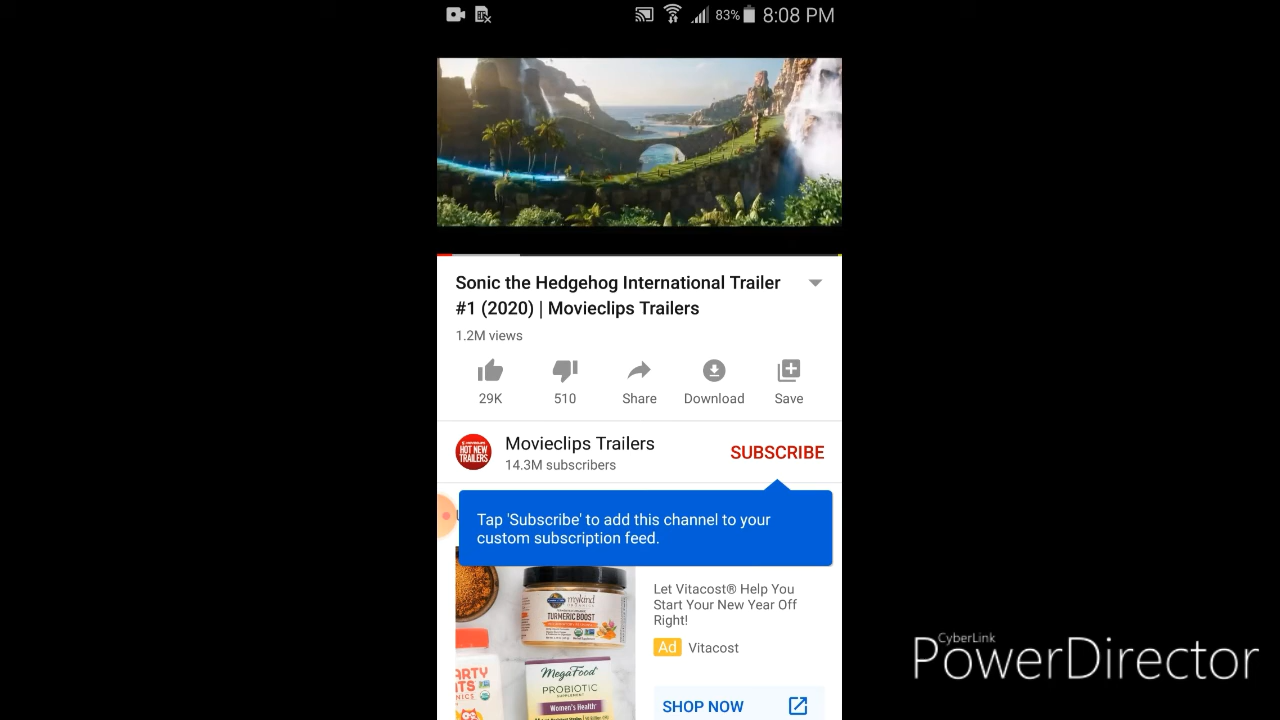 83% 8:08 PM
Sonic the Hedgehog International Trailer
#1 (2020) | Movieclips Trailers
1.2M views
29K
510
Share
Download
Save
HOT NEW
TRAILERS
Movieclips Trailers
14.3M subscribers
SUBSCRIBE
Tap 'Subscribe' to add this channel to your
custom subscription feed.
mykind
TURMERIC BOOST
MegaFood
PROBIOTIC
Women's Health
Let Vitacost® Help You
Start Your New Year Off
Right!
Ad Vitacost
SHOP NOW
CyberLink
PowerDirector